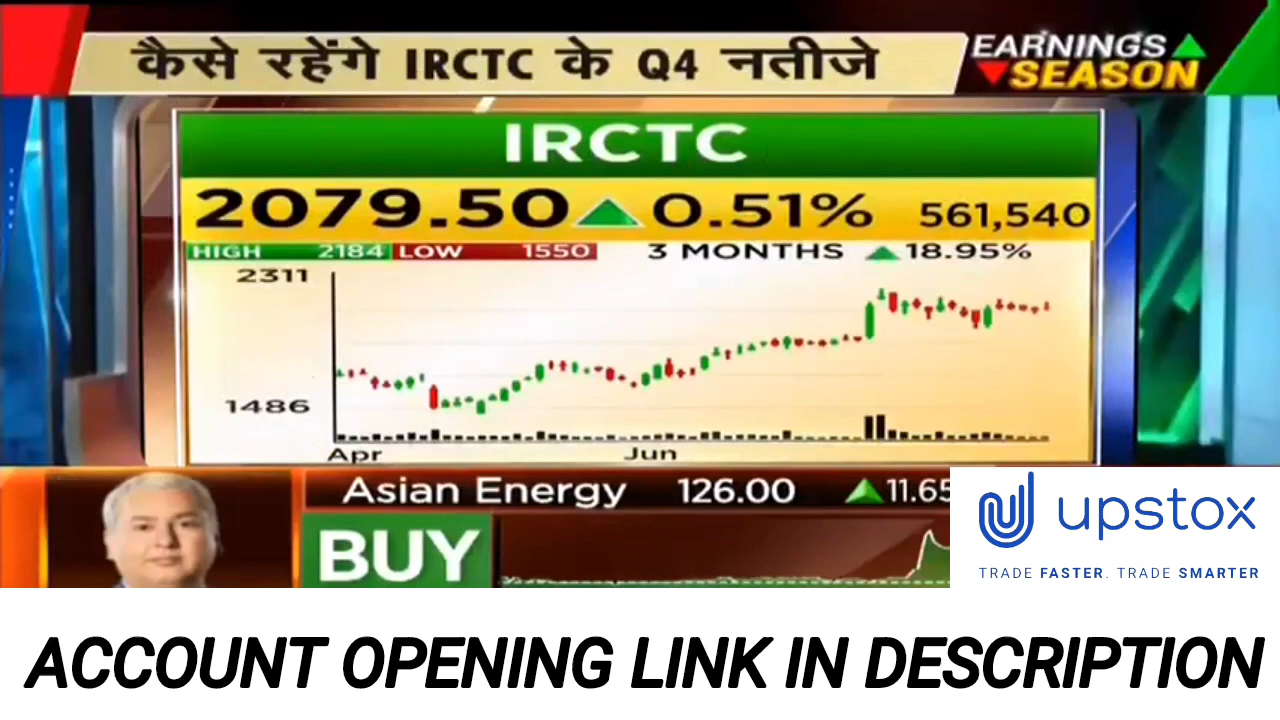 कैसे रहेंगे IRCTC के Q4 नतीजे
EARNINGS
SEASON
IRCTC
2079.50 0.51% 561,540
HIGH 2184 LOW 1550 3 MONTHS 18.95%
2311
1486
Apr Jun
Asian Energy 126.00 11.65
BUY
upstox
TRADE FASTER. TRADE SMARTER
ACCOUNT OPENING LINK IN DESCRIPTION